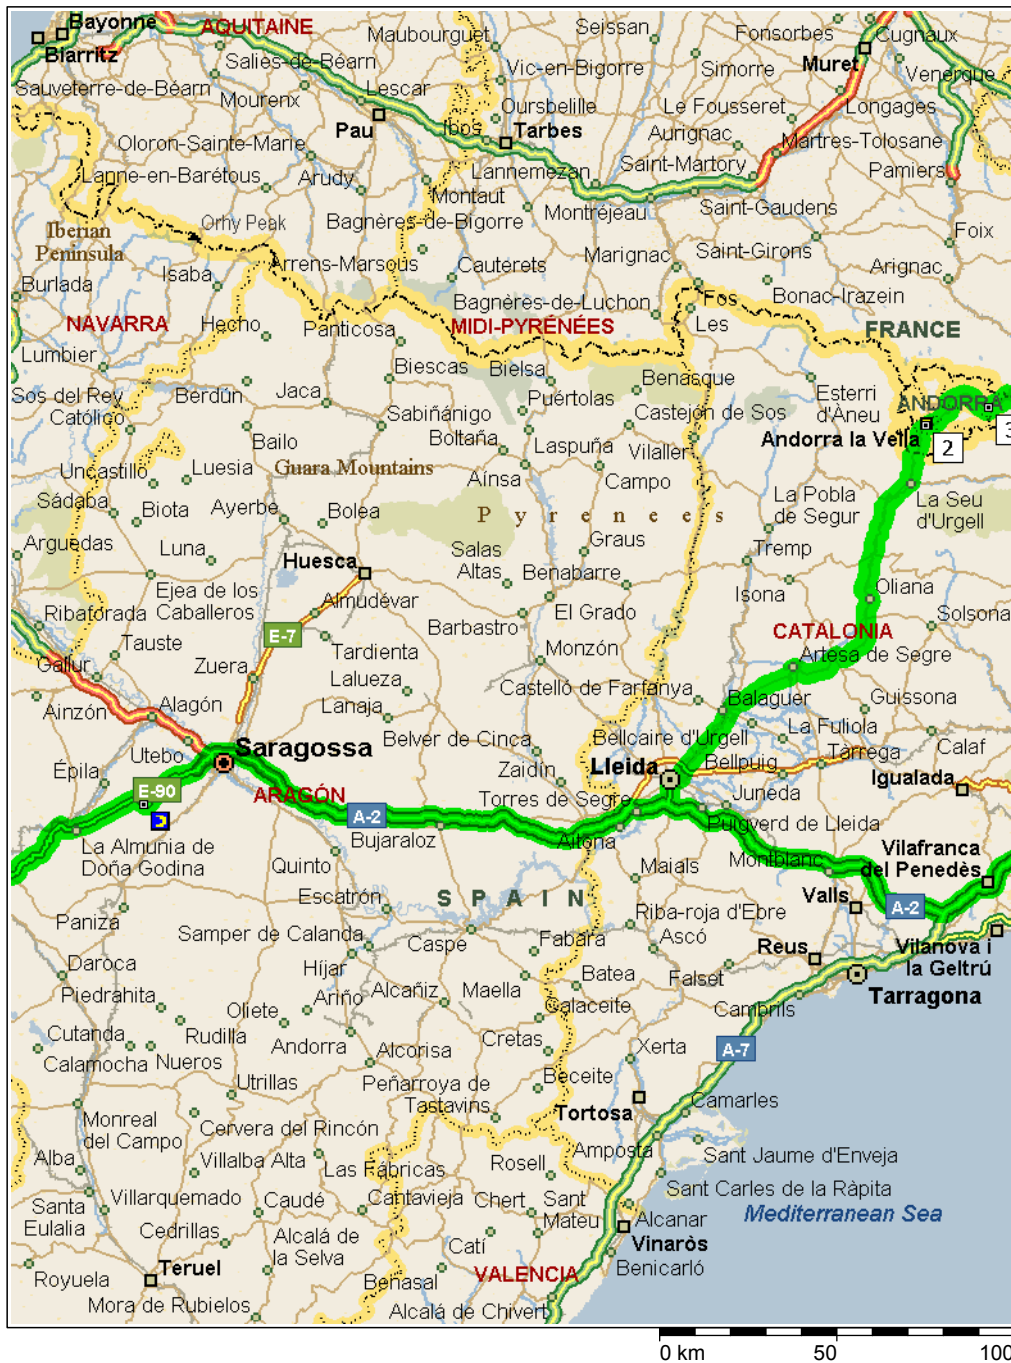 Bayonne
AQUITAINE
Biarritz
Maubourguet
Seissan
Fonsorbes
Cugnaux
Saliès-de-Béarn
Simorre
Muret
Venerque
Sauveterre-de-Béarn
Mourenx
Lescar
Vic-en-Bigorre
Oursbelille
Le Fousseret
Longages
Pau
Ibos
Tarbes
Aurignac
Martres-Tolosane
Oloron-Sainte-Marie
Lannemezan
Saint-Martory
Pamiers
Lanne-en-Barétous
Arudy
Montaut
Montréjeau
Saint-Gaudens
Orhy Peak
Bagnères-de-Bigorre
Iberian
Peninsula
Marignac
Saint-Girons
Foix
Isaba
Arrens-Marsous
Cauterets
Arignac
Burlada
Bagnères-de-Luchon
Fos
Bonac-Irazein
NAVARRA
Hecho
Panticosa
MIDI-PYRÉNÉES
Les
FRANCE
Lumbier
Biescas
Bielsa
Benasque
Esterri
d'Àneu
Sos del Rey
Católico
Berdún
Jaca
Puértolas
ANDORRA
Sabiñánigo
Castejón de Sos
Andorra la Vella
3
2
Bailo
Boltaña
Laspuña
Vilaller
Uncastillo
Luesia
Guara Mountains
Aínsa
Campo
La Pobla
de Segur
La Seu
d'Urgell
Sádaba
Biota
Ayerbe
Bolea
Pyrenees
Arguedas
Luna
Huesca
Salas
Altas
Graus
Tremp
Benabarre
Ejea de los
Caballeros
Almudévar
Isona
Oliana
Ribaforada
El Grado
Solsona
E-7
Barbastro
CATALONIA
Tauste
Tardienta
Monzón
Artesa de Segre
Gallur
Zuera
Lalueza
Castelló de Farfanya
Guissona
Ainzón
Alagón
Lanaja
Balaguer
La Fuliola
Utebo
Saragossa
Belver de Cinca
Bellcaire d'Urgell
Tàrrega
Calaf
Épila
Zaidín
Lleida
Bellpuig
Igualada
E-90
ARAGÓN
Torres de Segre
Juneda
A-2
La Almunia de
Doña Godina
Bujaraloz
Aitona
Puigverd de Lleida
Vilafranca
del Penedès
Quinto
Maials
Montblanc
Escatrón
SPAIN
Valls
A-2
Paniza
Riba-roja d'Ebre
Samper de Calanda
Caspe
Fabara
Ascó
Reus
Vilanova i
la Geltrú
Daroca
Híjar
Batea
Falset
Piedrahita
Ariño
Alcañiz
Maella
Tarragona
Oliete
Calaceite
Cambrils
Cutanda
Rudilla
Calamocha
Nueros
Andorra
Alcorisa
Cretas
Xerta
A-7
Utrillas
Peñarroya de
Tastavins
Beceite
Monreal
del Campo
Tortosa
Camarles
Cervera del Rincón
Alba
Villalba Alta
Las Fábricas
Rosell
Amposta
Sant Jaume d'Enveja
Santa
Eulalia
Villarquemado
Caudé
Cantavieja
Chert
Sant
Mateu
Sant Carles de la Ràpita
Cedrillas
Alcalá de
la Selva
Catí
Alcanar
Mediterranean Sea
Vinaròs
Royuela
Teruel
Benasal
VALENCIA
Benicarló
Mora de Rubielos
Alcalá de Chivert
0 km 50 100